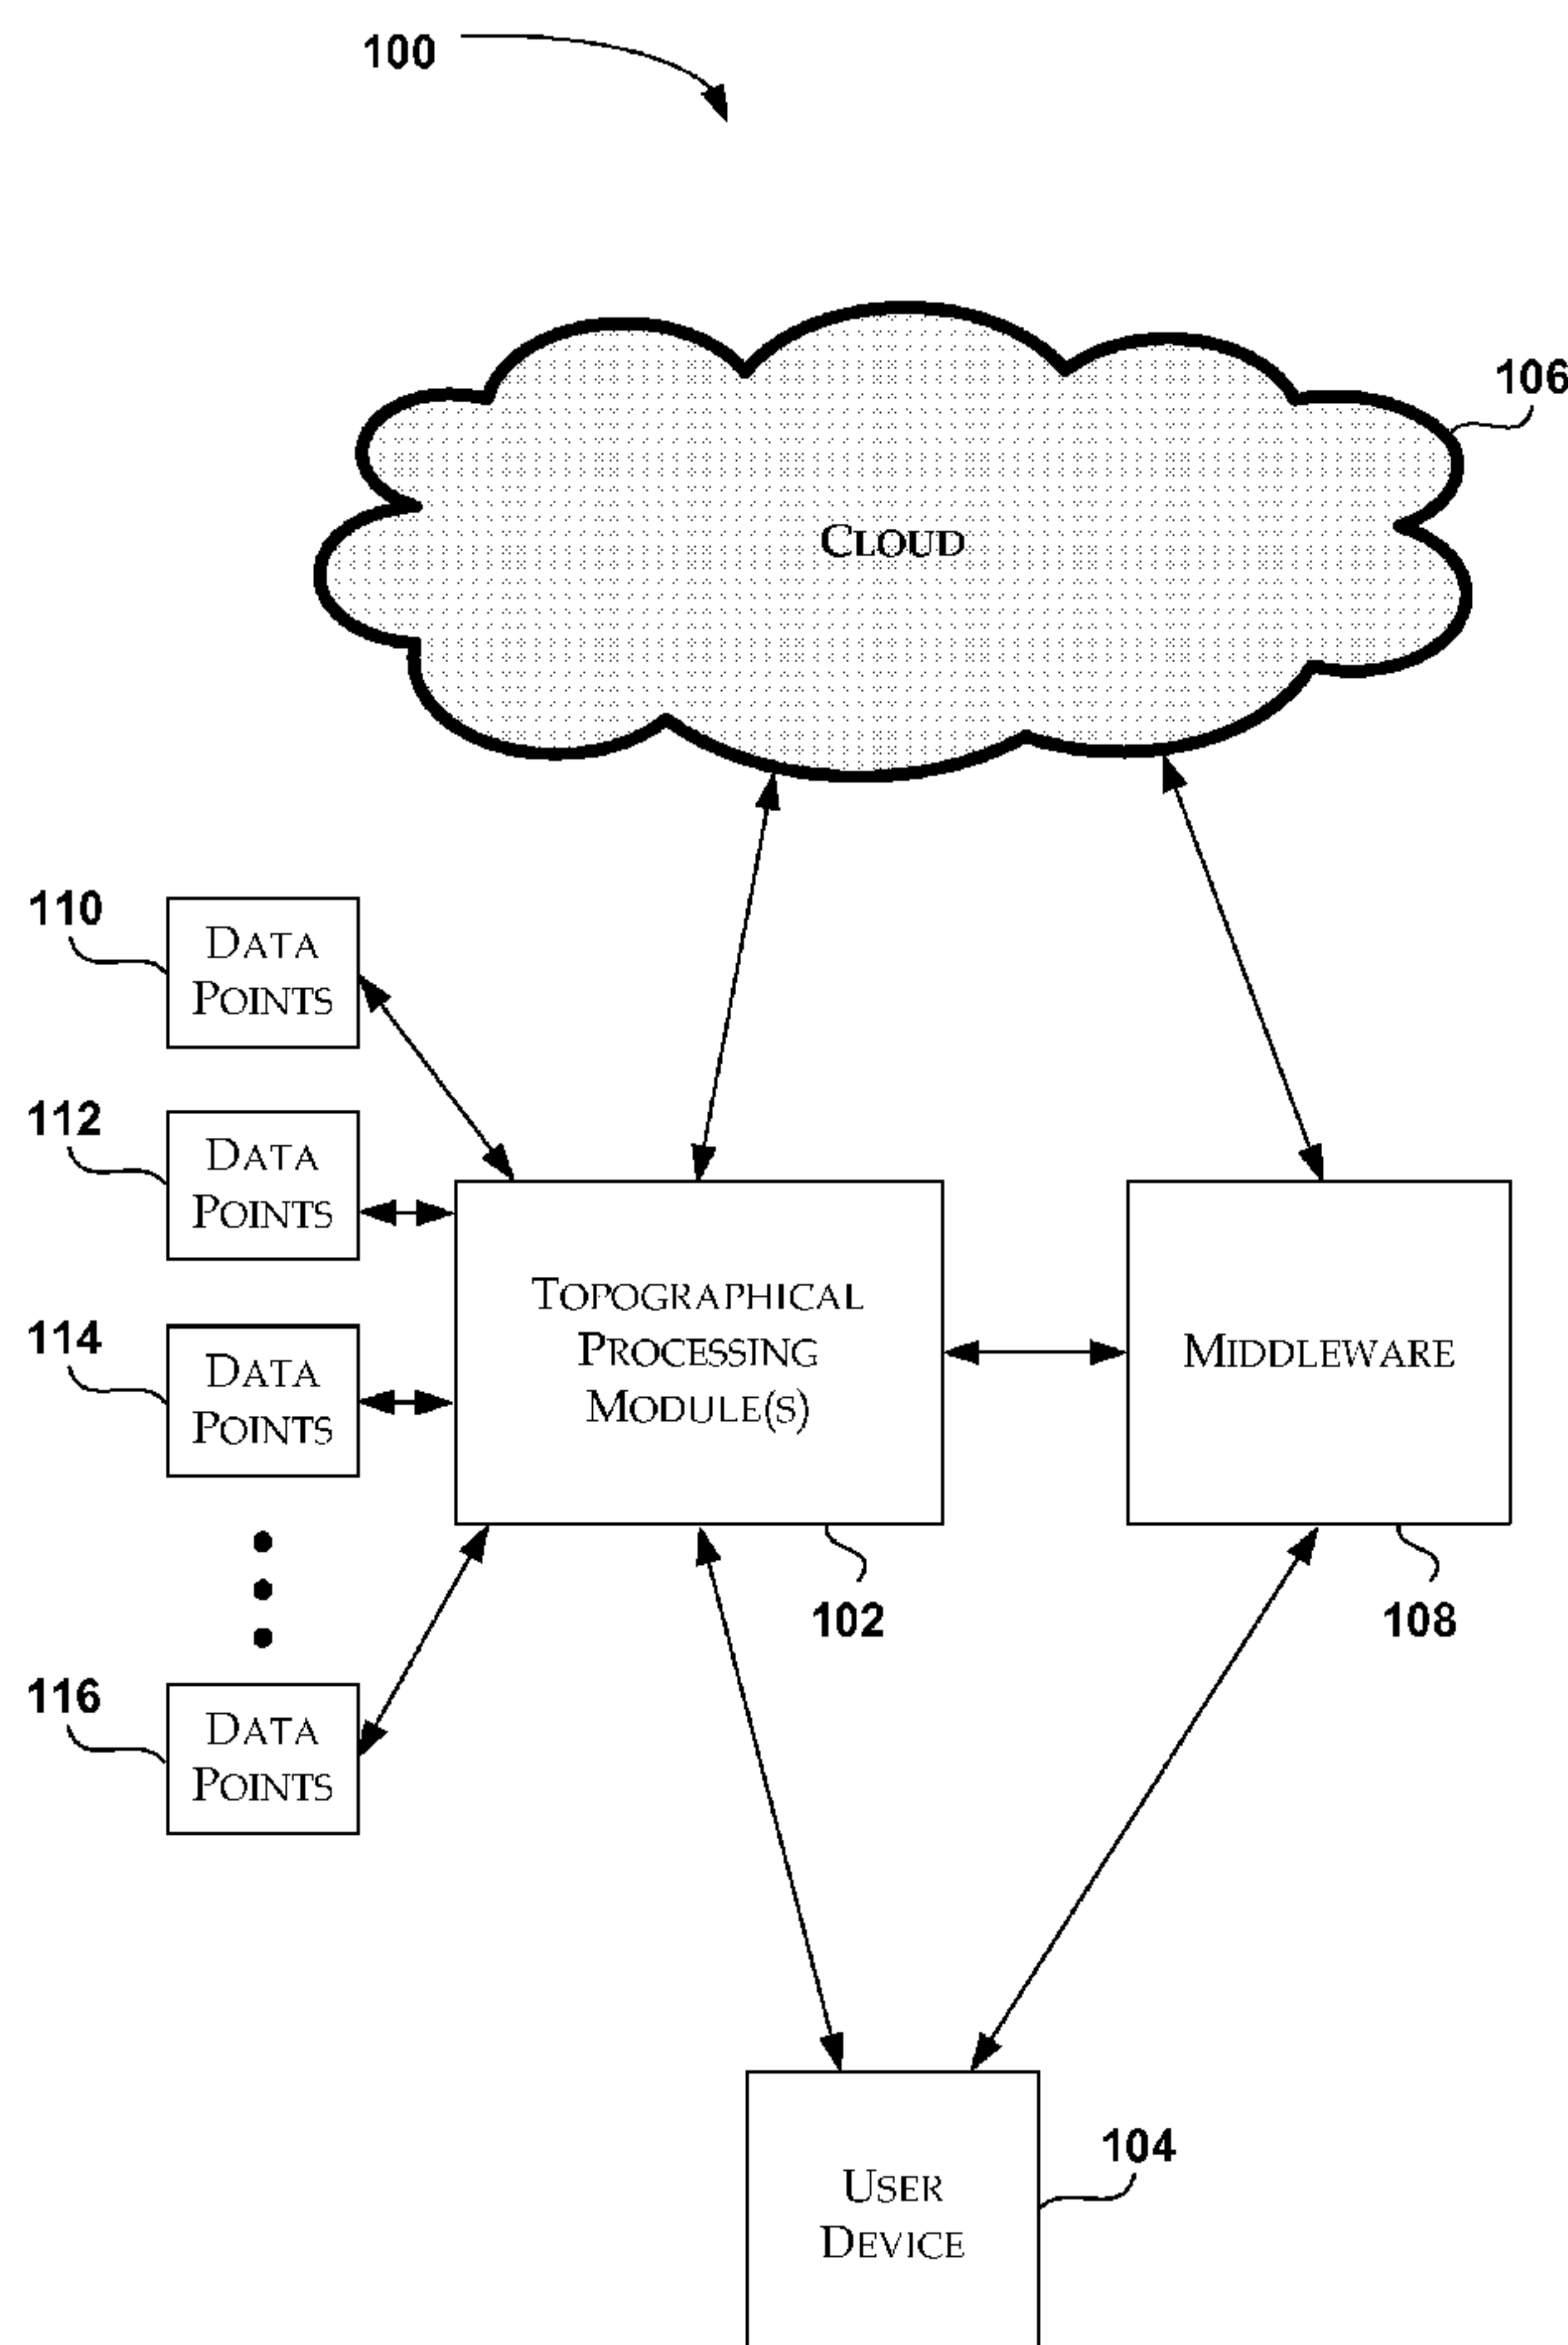 100
106
CLOUD
110
DATA
POINTS
112
DATA
POINTS
114
DATA
POINTS
TOPOGRAPHICAL
PROCESSING
MODULE(S)
MIDDLEWARE
102
108
116
DATA
POINTS
104
USER
DEVICE